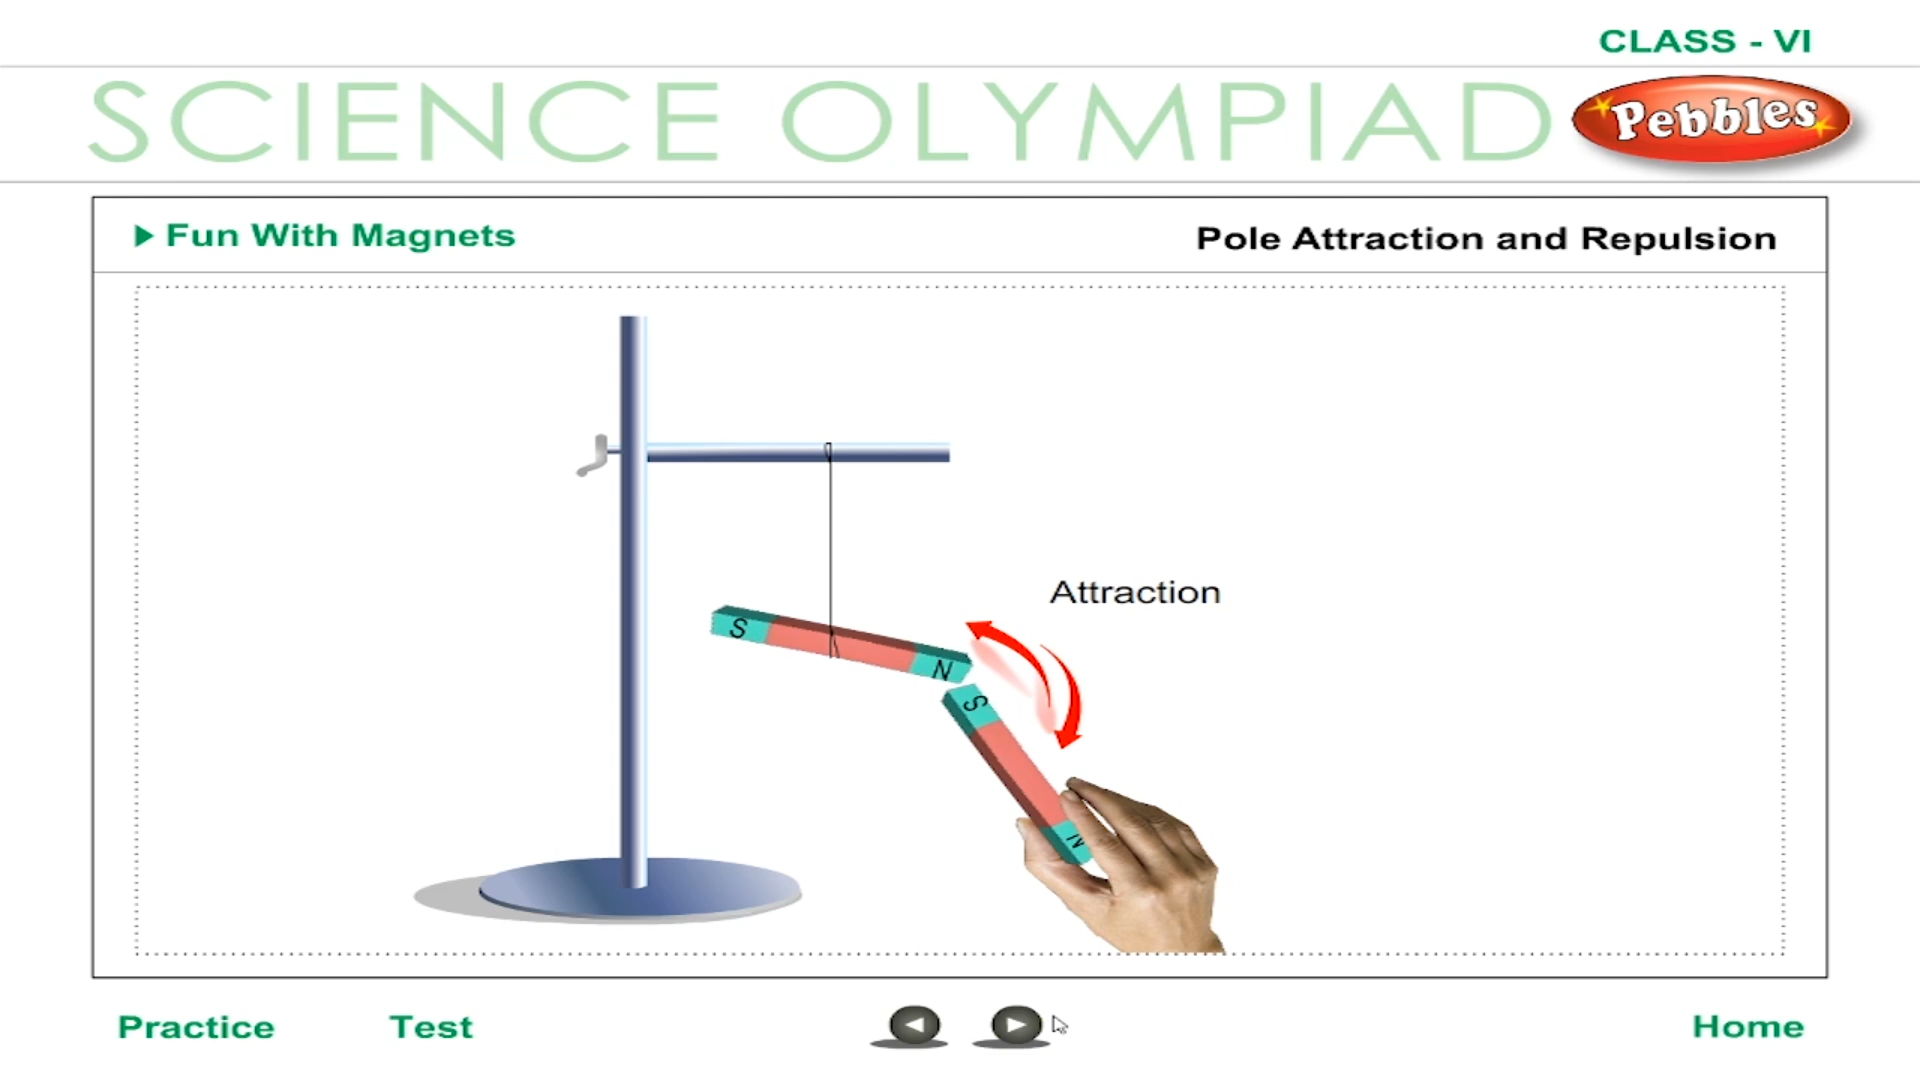 CLASS - VI
SCIENCE OLYMPIAD
Pebbles
Fun With Magnets
Pole Attraction and Repulsion
Attraction
S
N
S
N
Practice
Test
Home